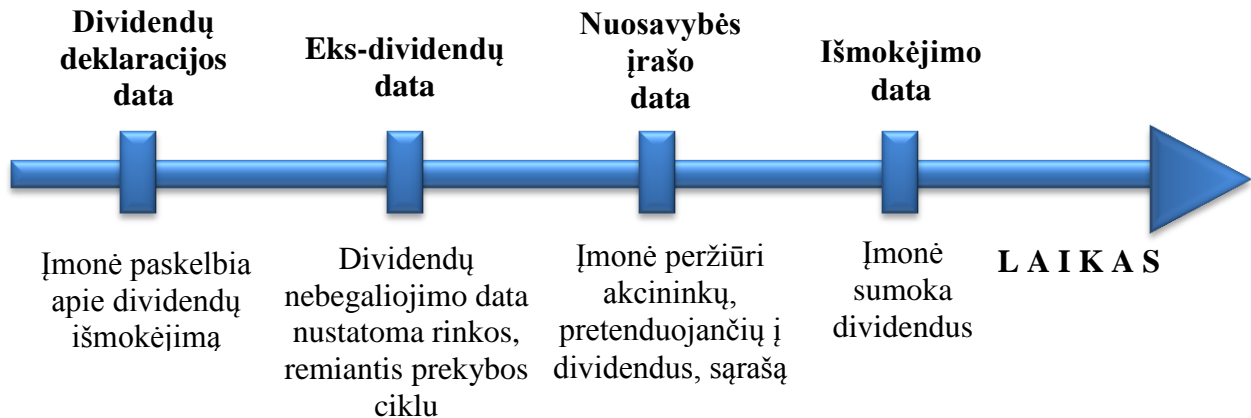 Dividendų
deklaracijos
data
Eks-dividendų
data
Nuosavybės
įrašo
data
Išmokėjimo
data
Įmonė paskelbia
apie dividendų
išmokėjimą
Dividendų
nebegaliojimo data
nustatoma rinkos,
remiantis prekybos
ciklu
Įmonė peržiūri
akcininkų,
pretenduojančių į
dividendus, sąrašą
Įmonė
sumoka
dividendus
L A I K A S